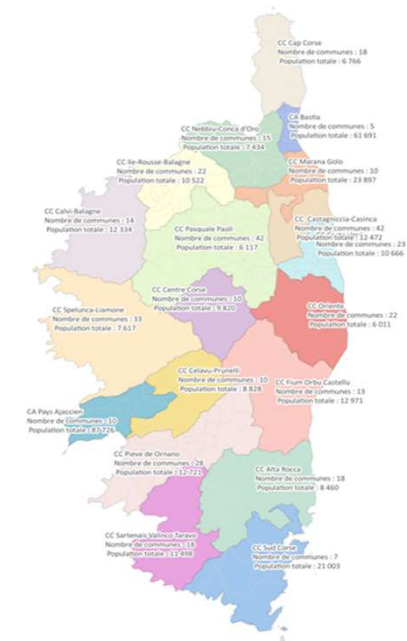 CC Cap Corse
Nombre de communes : 18
Population totale : 6 766
CA Bastia
Nombre de communes : 5
Population totale : 61 691
CC Nebbiu-Conca d'Oro
Nombre de communes : 15
Population totale : 7 434
CC Marana Golo
Nombre de communes : 10
Population totale : 23 897
CC Ile-Rousse-Balagne
Nombre de communes : 22
Population totale : 10 522
CC Calvi-Balagne
Nombre de communes : 14
Population totale : 12 334
CC Castagniccia-Casinca
Nombre de communes : 42
Population totale : 12 472
Nombre de communes : 23
Population totale : 10 666
CC Pasquale Paoli
Nombre de communes : 42
Population totale : 6 117
CC Centre Corse
Nombre de communes : 10
Population totale : 9 820
CC Oriente
Nombre de communes : 22
Population totale : 6 011
CC Spelunca-Liamone
Nombre de communes : 33
Population totale : 7 617
CC Celavu-Prunelli
Nombre de communes : 10
Population totale : 8 828
CC Fium Orbu Castellu
Nombre de communes : 13
Population totale : 12 971
CA Pays Ajaccien
Nombre de communes : 10
Population totale : 87 726
CC Pieve de Ornano
Nombre de communes : 28
Population totale : 12 721
CC Alta Rocca
Nombre de communes : 18
Population totale : 8 460
CC Sartenais Valinco Taravo
Nombre de communes : 18
Population totale : 11 498
CC Sud Corse
Nombre de communes : 7
Population totale : 21 003